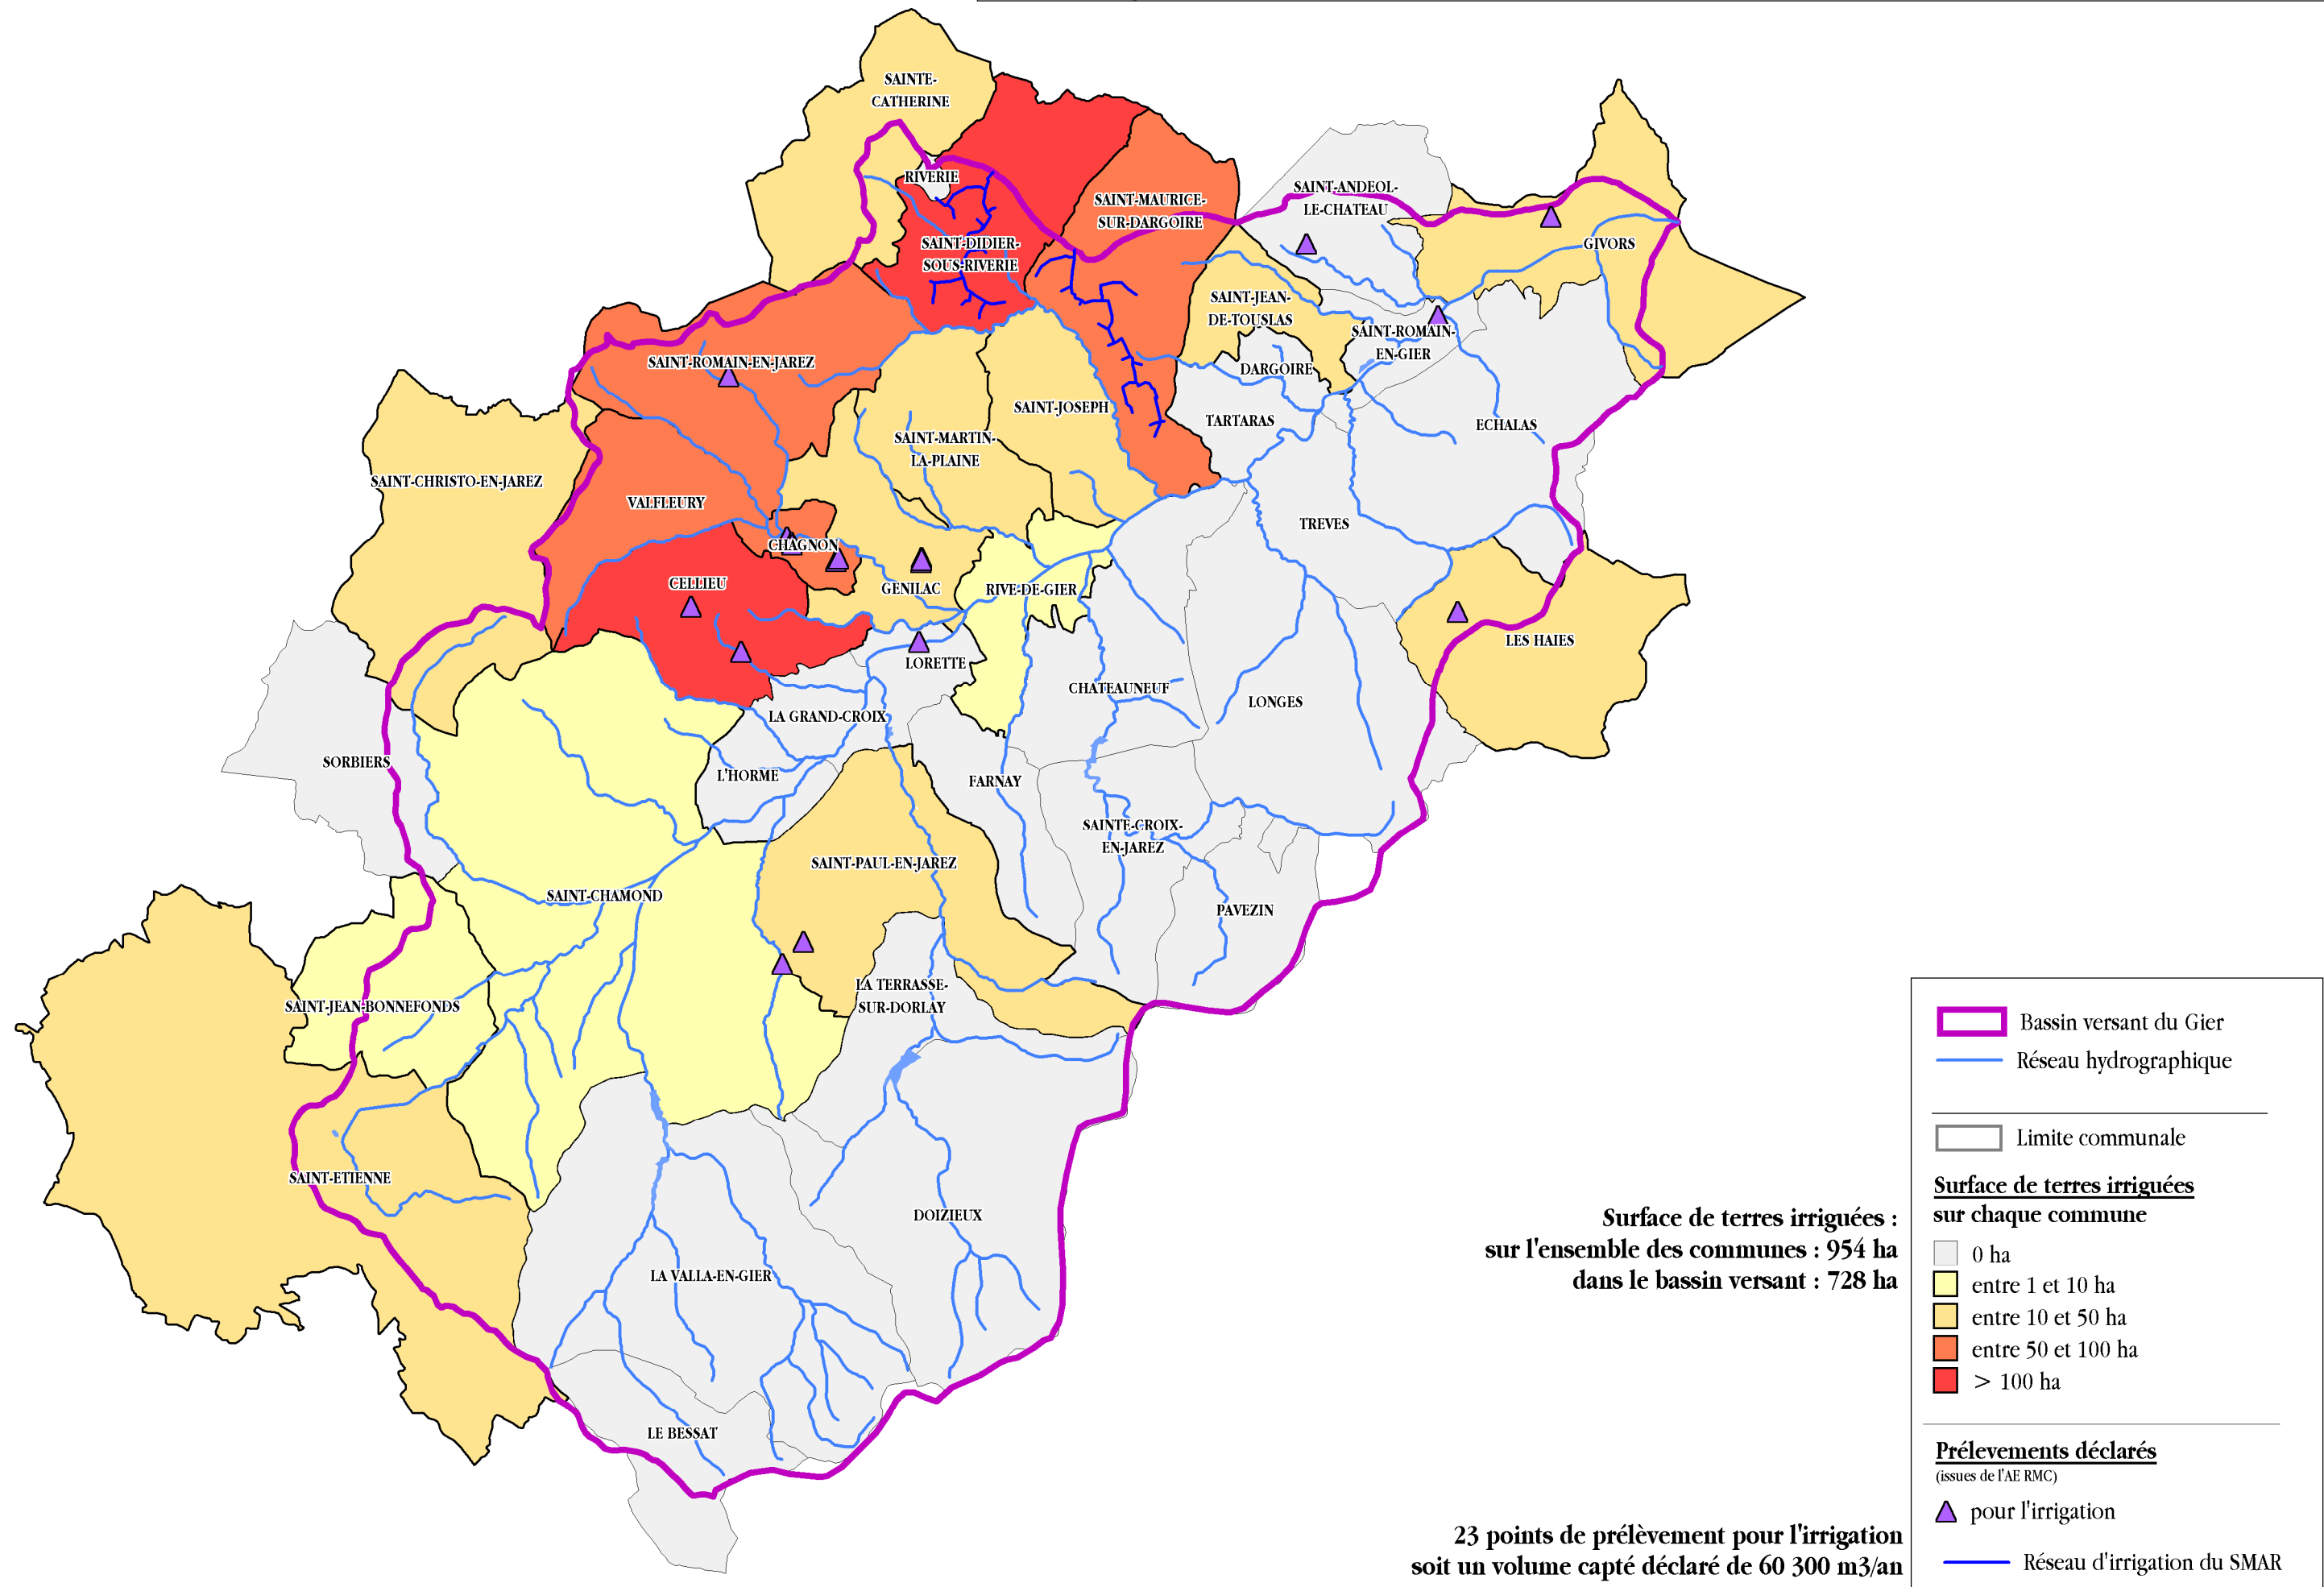 SAINTE-
CATHERINE
RIVERIE
SAINT-DIDIER-
SOUS-RIVERIE
SAINT-MAURICE-
SUR-DARGOIRE
SAINT-ANDEOL-
LE-CHATEAU
GIVORS
SAINT-JEAN-
DE-TOUSLAS
SAINT-ROMAIN-
EN-GIER
DARGOIRE
SAINT-ROMAIN-EN-JAREZ
SAINT-JOSEPH
TARTARAS
ECHALAS
SAINT-MARTIN-
LA-PLAINE
SAINT-CHRISTO-EN-JAREZ
VALFLEURY
TREVES
CHAGNON
CELLIEU
GENILAC
RIVE-DE-GIER
LES HAIES
LORETTE
CHATEAUNEUF
LONGES
LA GRAND-CROIX
SORBIERS
L'HORME
FARNAY
SAINTE-CROIX-
EN-JAREZ
SAINT-PAUL-EN-JAREZ
SAINT-CHAMOND
PAVEZIN
LA TERRASSE-
SUR-DORLAY
SAINT-JEAN-BONNEFONDS
SAINT-ETIENNE
DOIZIEUX
LA VALLA-EN-GIER
LE BESSAT
Surface de terres irriguées :
sur l'ensemble des communes : 954 ha
dans le bassin versant : 728 ha
23 points de prélèvement pour l'irrigation
soit un volume capté déclaré de 60 300 m3/an
Bassin versant du Gier
Réseau hydrographique
Limite communale
Surface de terres irriguées
sur chaque commune
0 ha
entre 1 et 10 ha
entre 10 et 50 ha
entre 50 et 100 ha
> 100 ha
Prélevements déclarés
(issues de l'AE RMC)
pour l'irrigation
Réseau d'irrigation du SMAR